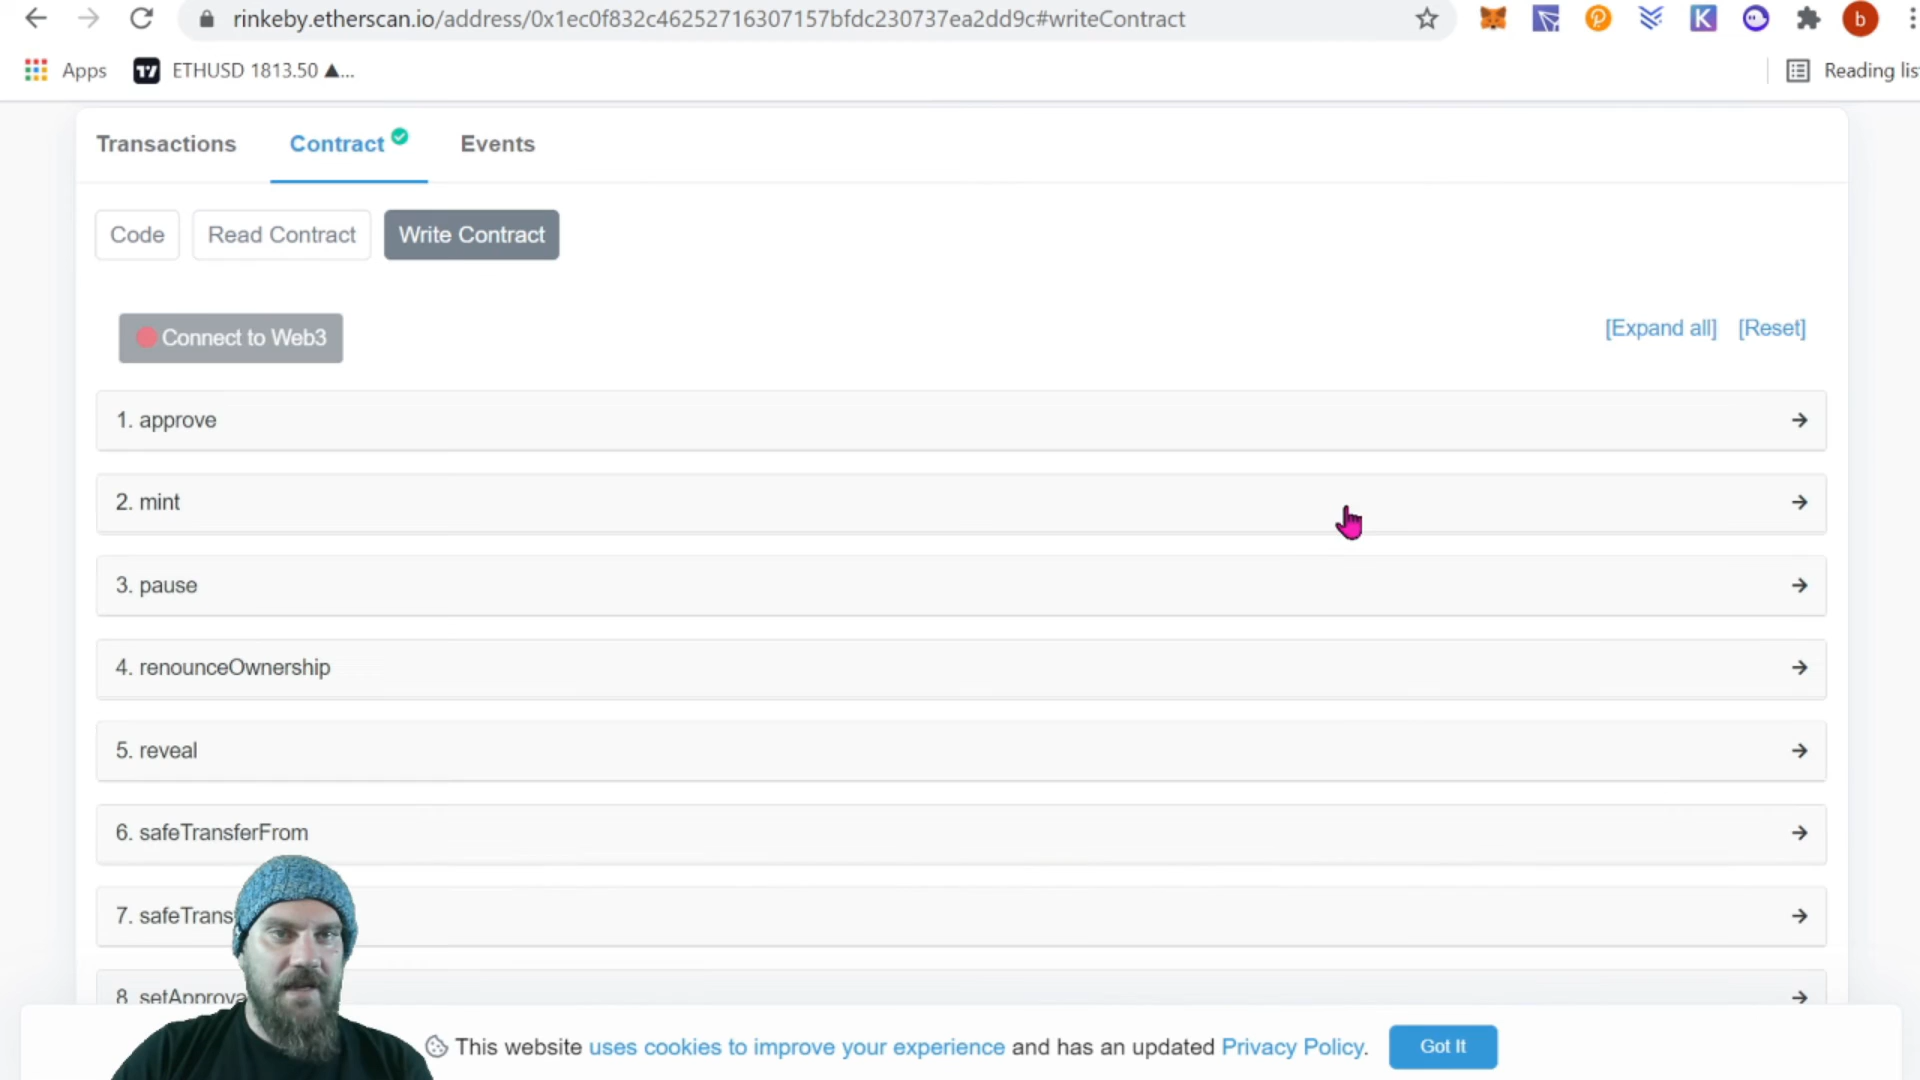 rinkeby.etherscan.io/address/0x1ec0f832c46252716307157bfdc230737ea2dd9c#writeContract
Apps
ETHUSD 1813.50 ▲...
Reading lis
Transactions
Contract
Events
Code
Read Contract
Write Contract
Connect to Web3
[Expand all]
[Reset]
1. approve
2. mint
3. pause
4. renounceOwnership
5. reveal
6. safeTransferFrom
7. safeTrans
8. setApprova
This website uses cookies to improve your experience and has an updated Privacy Policy.
Got It